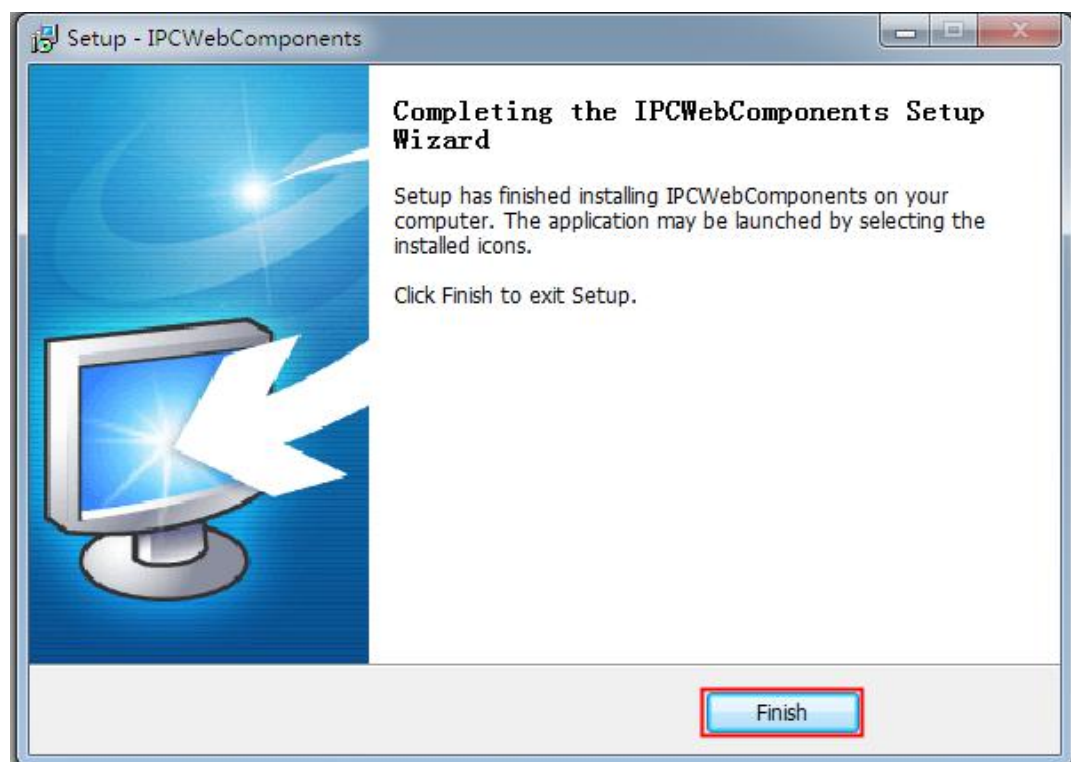 Setup - IPCWebComponents
Completing the IPCWebComponents Setup
Wizard
Setup has finished installing IPCWebComponents on your
computer. The application may be launched by selecting the
installed icons.
Click Finish to exit Setup.
Finish